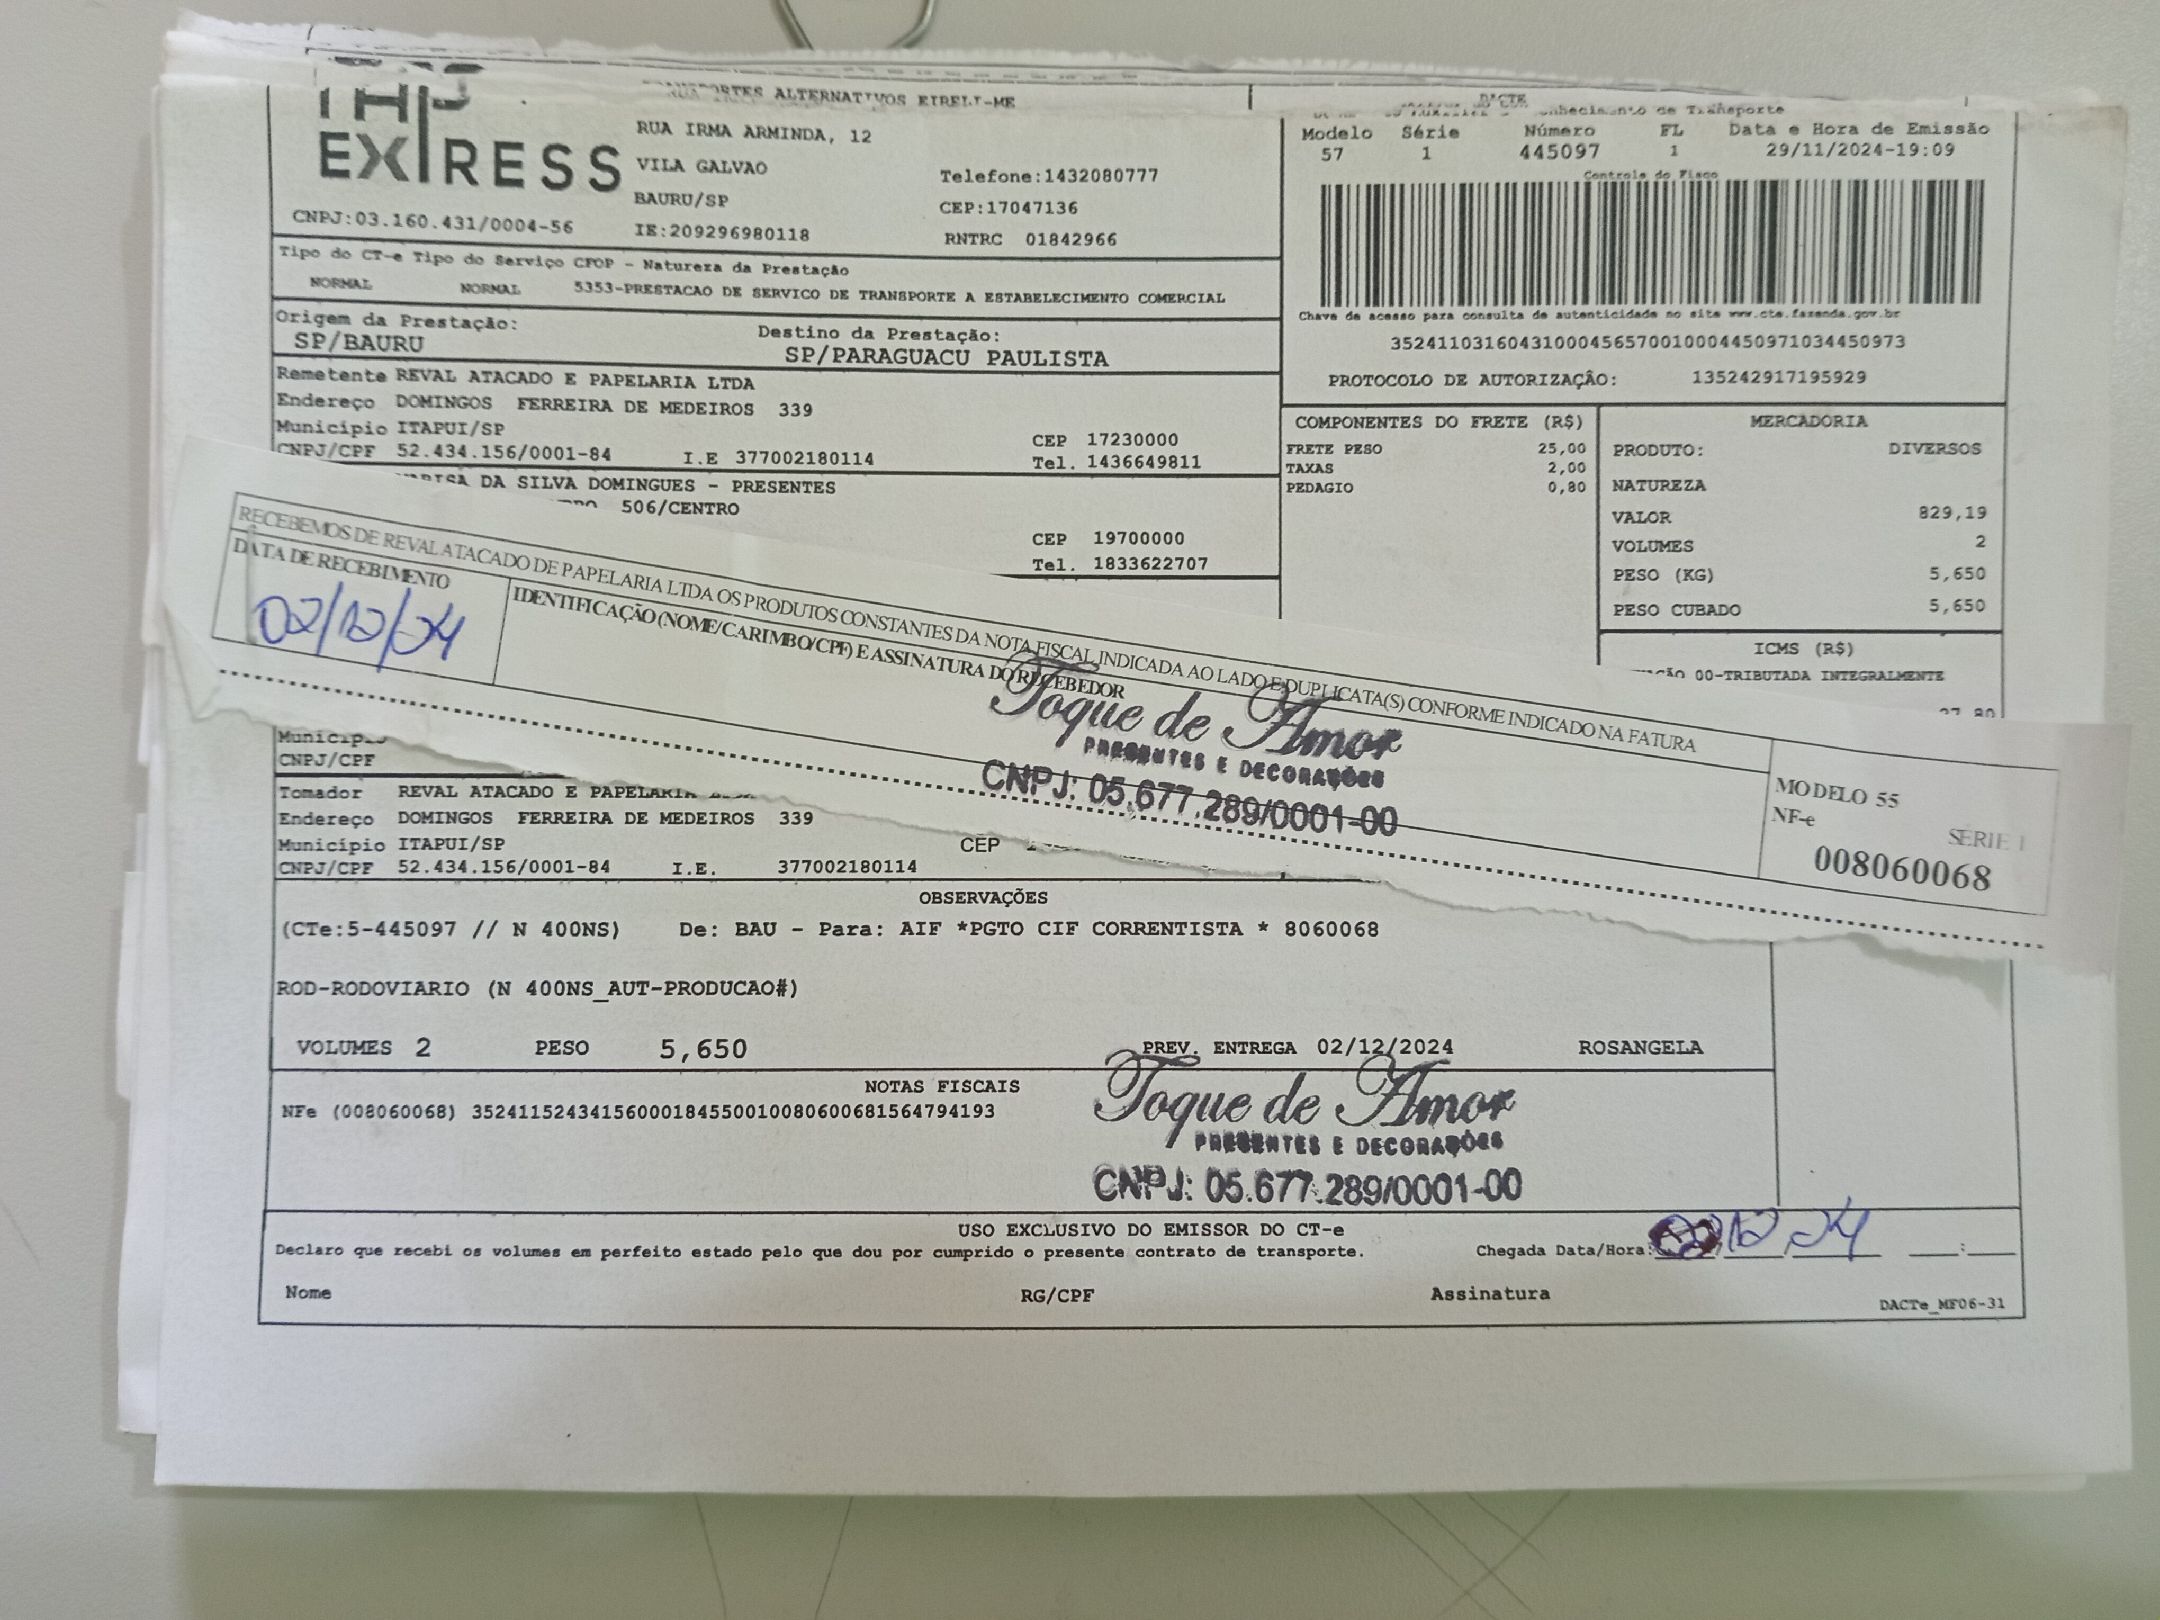 EXPRESS
TRANSPORTES ALTERNATIVOS EIRELI-ME
RUA IRMA ARMINDA, 12
VILA GALVAO
Telefone:1432080777
BAURU/SP
CEP:17047136
CNPJ:03.160.431/0004-56
IE:209296980118
RNTRC 01842966
DACTE
Conhecimento de Transporte
Modelo Série Número FL Data e Hora de Emissão
57 1 445097 1 29/11/2024-19:09
Controle do Fisco
Chave de acesso para consulta de autenticidade no site www.cte.fazenda.gov.br
35241103160431000456570010004450971034450973
PROTOCOLO DE AUTORIZAÇÂO: 135242917195929
Tipo do CT-e Tipo do Serviço CFOP - Natureza da Prestação
NORMAL NORMAL 5353-PRESTACAO DE SERVICO DE TRANSPORTE A ESTABELECIMENTO COMERCIAL
Origem da Prestação: Destino da Prestação:
SP/BAURU SP/PARAGUACU PAULISTA
Remetente REVAL ATACADO E PAPELARIA LTDA
Endereço DOMINGOS FERREIRA DE MEDEIROS 339
Município ITAPUI/SP CEP 17230000
CNPJ/CPF 52.434.156/0001-84 I.E 377002180114 Tel. 1436649811
DA SILVA DOMINGUES - PRESENTES
506/CENTRO
CEP 19700000
Tel. 1833622707
COMPONENTES DO FRETE (R$)
FRETE PESO 25,00
TAXAS 2,00
PEDAGIO 0,80
MERCADORIA
PRODUTO: DIVERSOS
NATUREZA
VALOR 829,19
VOLUMES 2
PESO (KG) 5,650
PESO CUBADO 5,650
ICMS (R$)
00-TRIBUTADA INTEGRALMENTE
27,80
RECEBEMOS DE REVAL ATACADO DE PAPELARIA LTDA OS PRODUTOS CONSTANTES DA NOTA FISCAL INDICADA AO LADO E DUPLICATA(S) CONFORME INDICADO NA FATURA
DATA DE RECEBIMENTO
02/12/24
IDENTIFICAÇÃO (NOME/CARIMBO/CPF) E ASSINATURA DO RECEBEDOR
Toque de Amor
PRESENTES E DECORAÇÕES
CNPJ: 05.677.289/0001-00
MODELO 55
NF-e SÉRIE 1
008060068
Município
CNPJ/CPF
Tomador REVAL ATACADO E PAPELARIA
Endereço DOMINGOS FERREIRA DE MEDEIROS 339
Município ITAPUI/SP CEP
CNPJ/CPF 52.434.156/0001-84 I.E. 377002180114
OBSERVAÇÕES
(CTe:5-445097 // N 400NS) De: BAU - Para: AIF *PGTO CIF CORRENTISTA * 8060068
ROD-RODOVIARIO (N 400NS_AUT-PRODUCAO#)
VOLUMES 2 PESO 5,650 PREV. ENTREGA 02/12/2024 ROSANGELA
NOTAS FISCAIS
NFe (008060068) 35241152434156000184550010080600681564794193
Toque de Amor
PRESENTES E DECORAÇÕES
CNPJ: 05.677.289/0001-00
USO EXCLUSIVO DO EMISSOR DO CT-e
Declaro que recebi os volumes em perfeito estado pelo que dou por cumprido o presente contrato de transporte. Chegada Data/Hora: 12 24 :
Nome RG/CPF Assinatura
DACTe_MF06-31